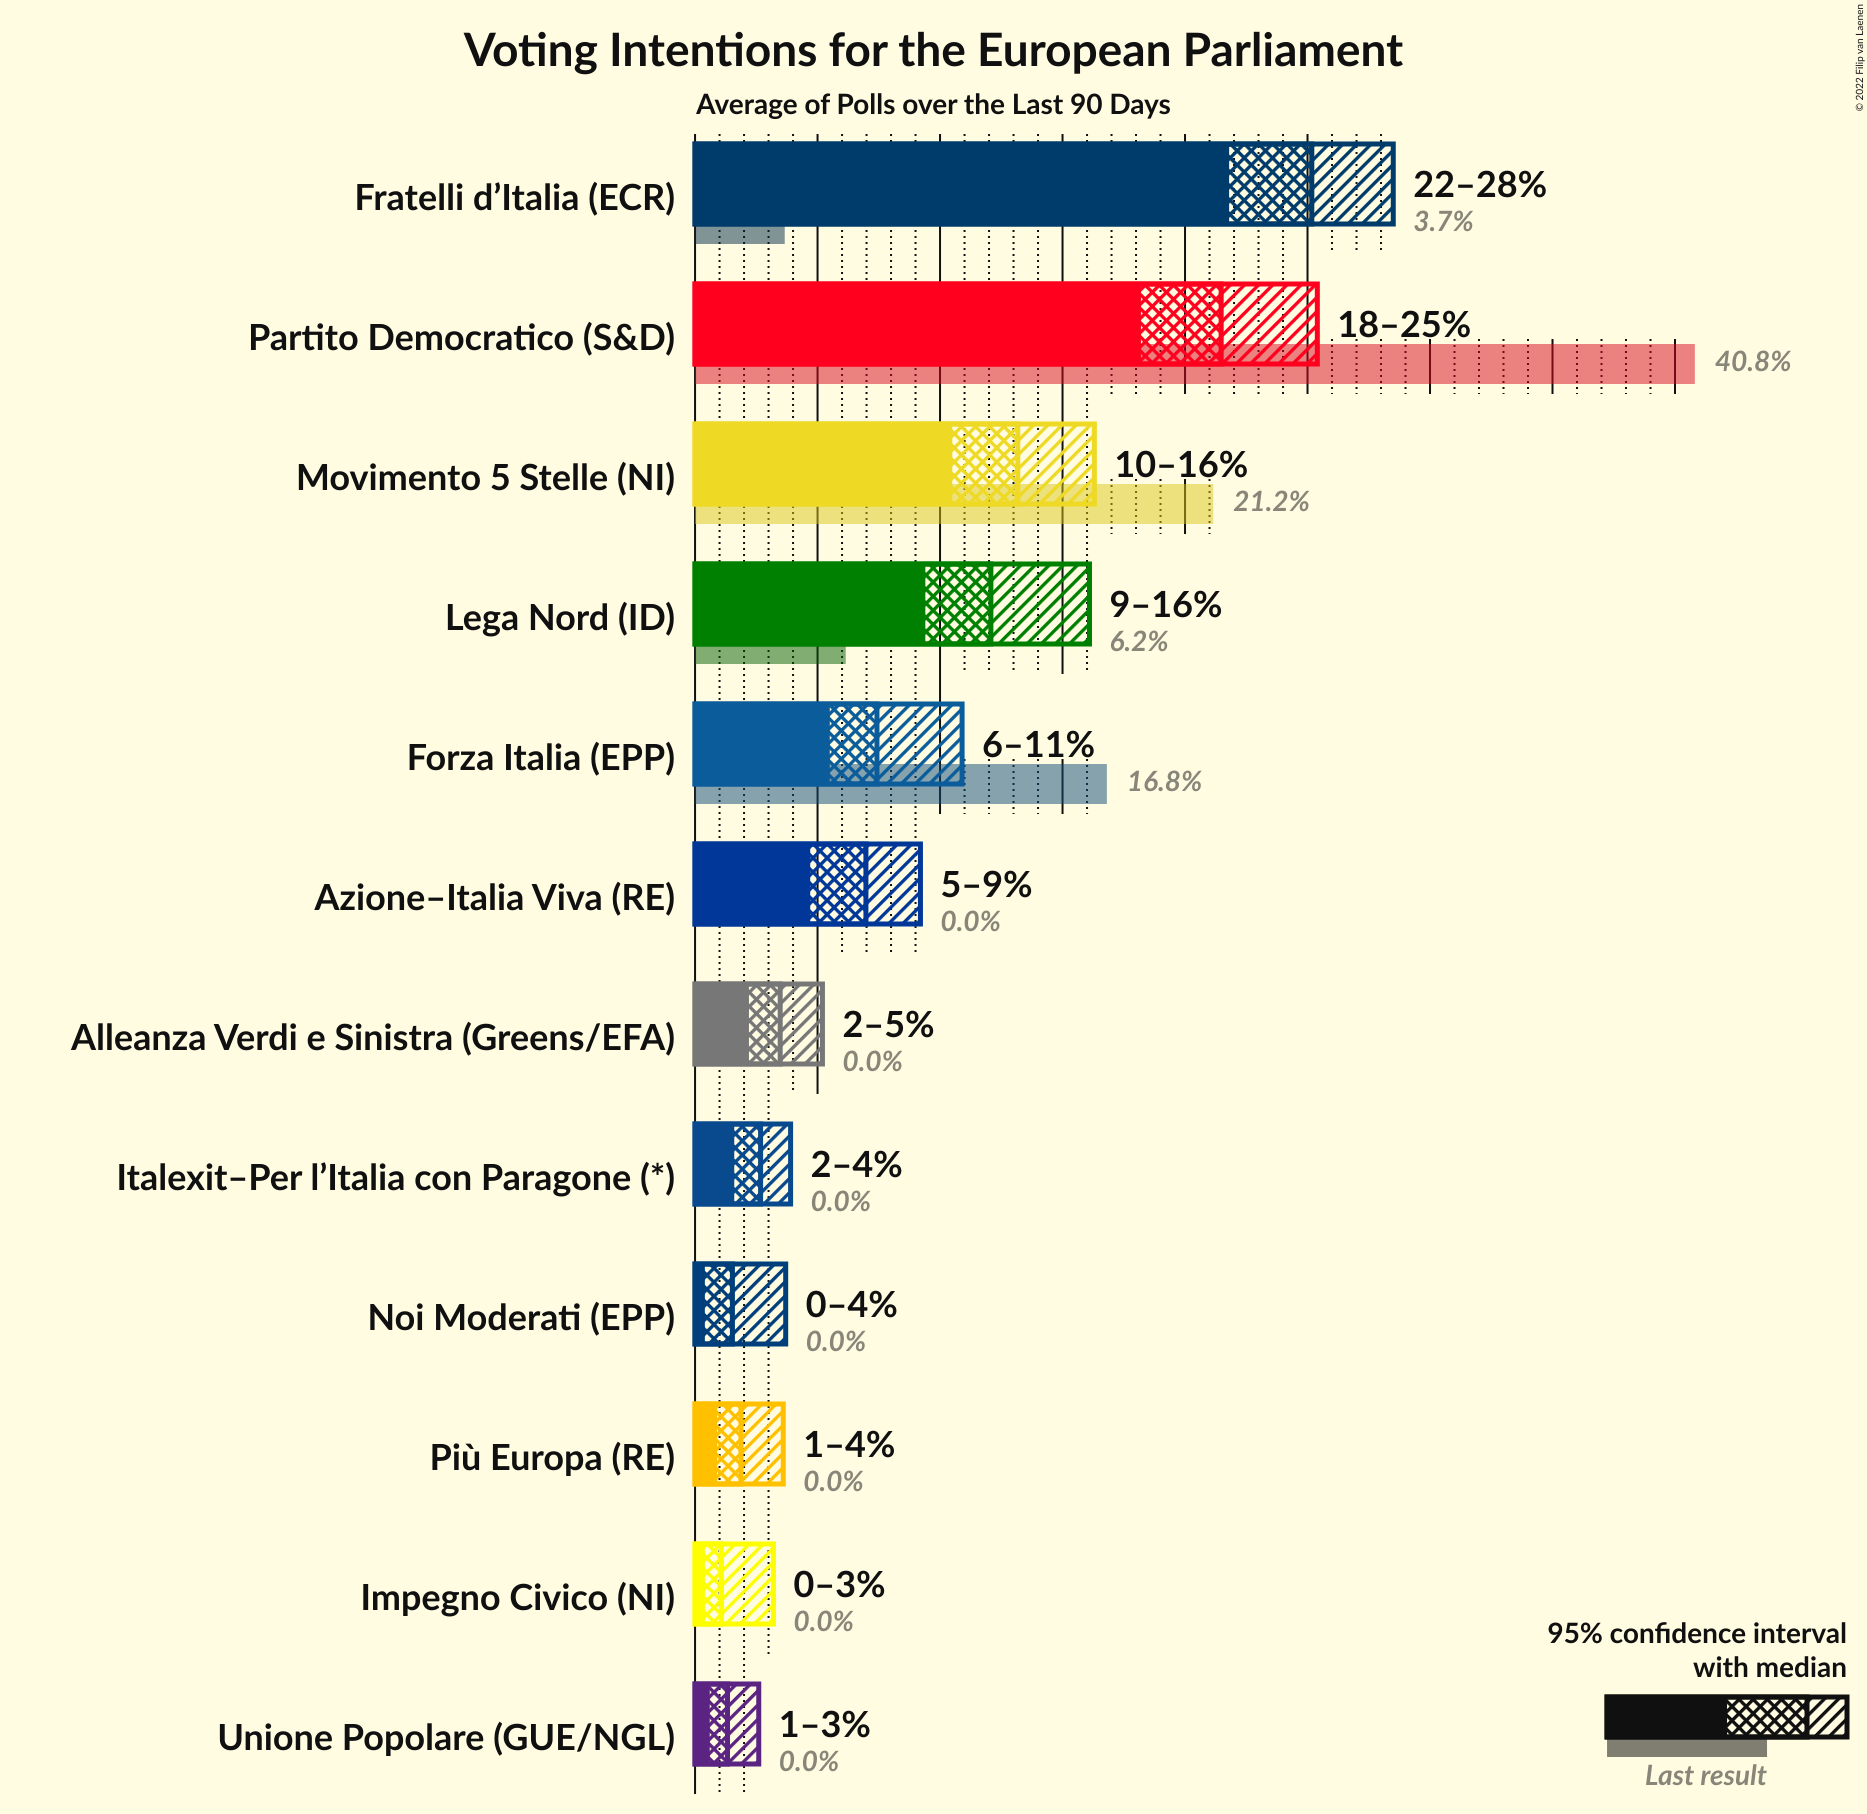 © 2022 Filip van Laenen
Voting Intentions for the European Parliament
Average of Polls over the Last 90 Days
Fratelli d’Italia (ECR)
22–28%
3.7%
Partito Democratico (S&D)
18–25%
40.8%
Movimento 5 Stelle (NI)
10–16%
21.2%
Lega Nord (ID)
9–16%
6.2%
Forza Italia (EPP)
6–11%
16.8%
Azione–Italia Viva (RE)
5–9%
0.0%
Alleanza Verdi e Sinistra (Greens/EFA)
2–5%
0.0%
Italexit–Per l’Italia con Paragone (*)
2–4%
0.0%
Noi Moderati (EPP)
0–4%
0.0%
Più Europa (RE)
1–4%
0.0%
Impegno Civico (NI)
0–3%
0.0%
Unione Popolare (GUE/NGL)
1–3%
0.0%
95% confidence interval
with median
Last result